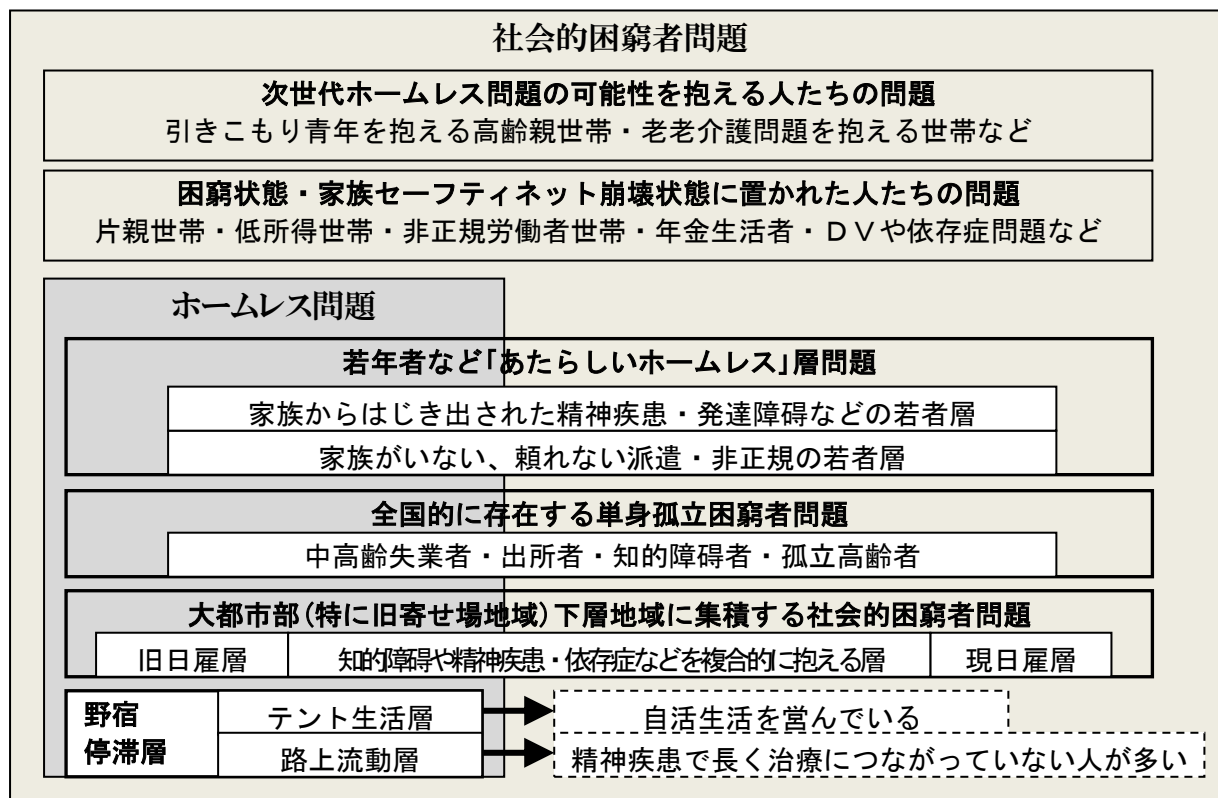 社会的困窮者問題
次世代ホームレス問題の可能性を抱える人たちの問題
引きこもり青年を抱える高齢親世帯・老老介護問題を抱える世帯など
困窮状態・家族セーフティネット崩壊状態に置かれた人たちの問題
片親世帯・低所得世帯・非正規労働者世帯・年金生活者・DVや依存症問題など
ホームレス問題
若年者など「あたらしいホームレス」層問題
家族からはじき出された精神疾患・発達障碍などの若者層
家族がいない、頼れない派遣・非正規の若者層
全国的に存在する単身孤立困窮者問題
中高齢失業者・出所者・知的障碍者・孤立高齢者
大都市部(特に旧寄せ場地域)下層地域に集積する社会的困窮者問題
旧日雇層 知的障碍や精神疾患・依存症などを複合的に抱える層 現日雇層
野宿 テント生活層 自活生活を営んでいる
停滞層 路上流動層 精神疾患で長く治療につながっていない人が多い